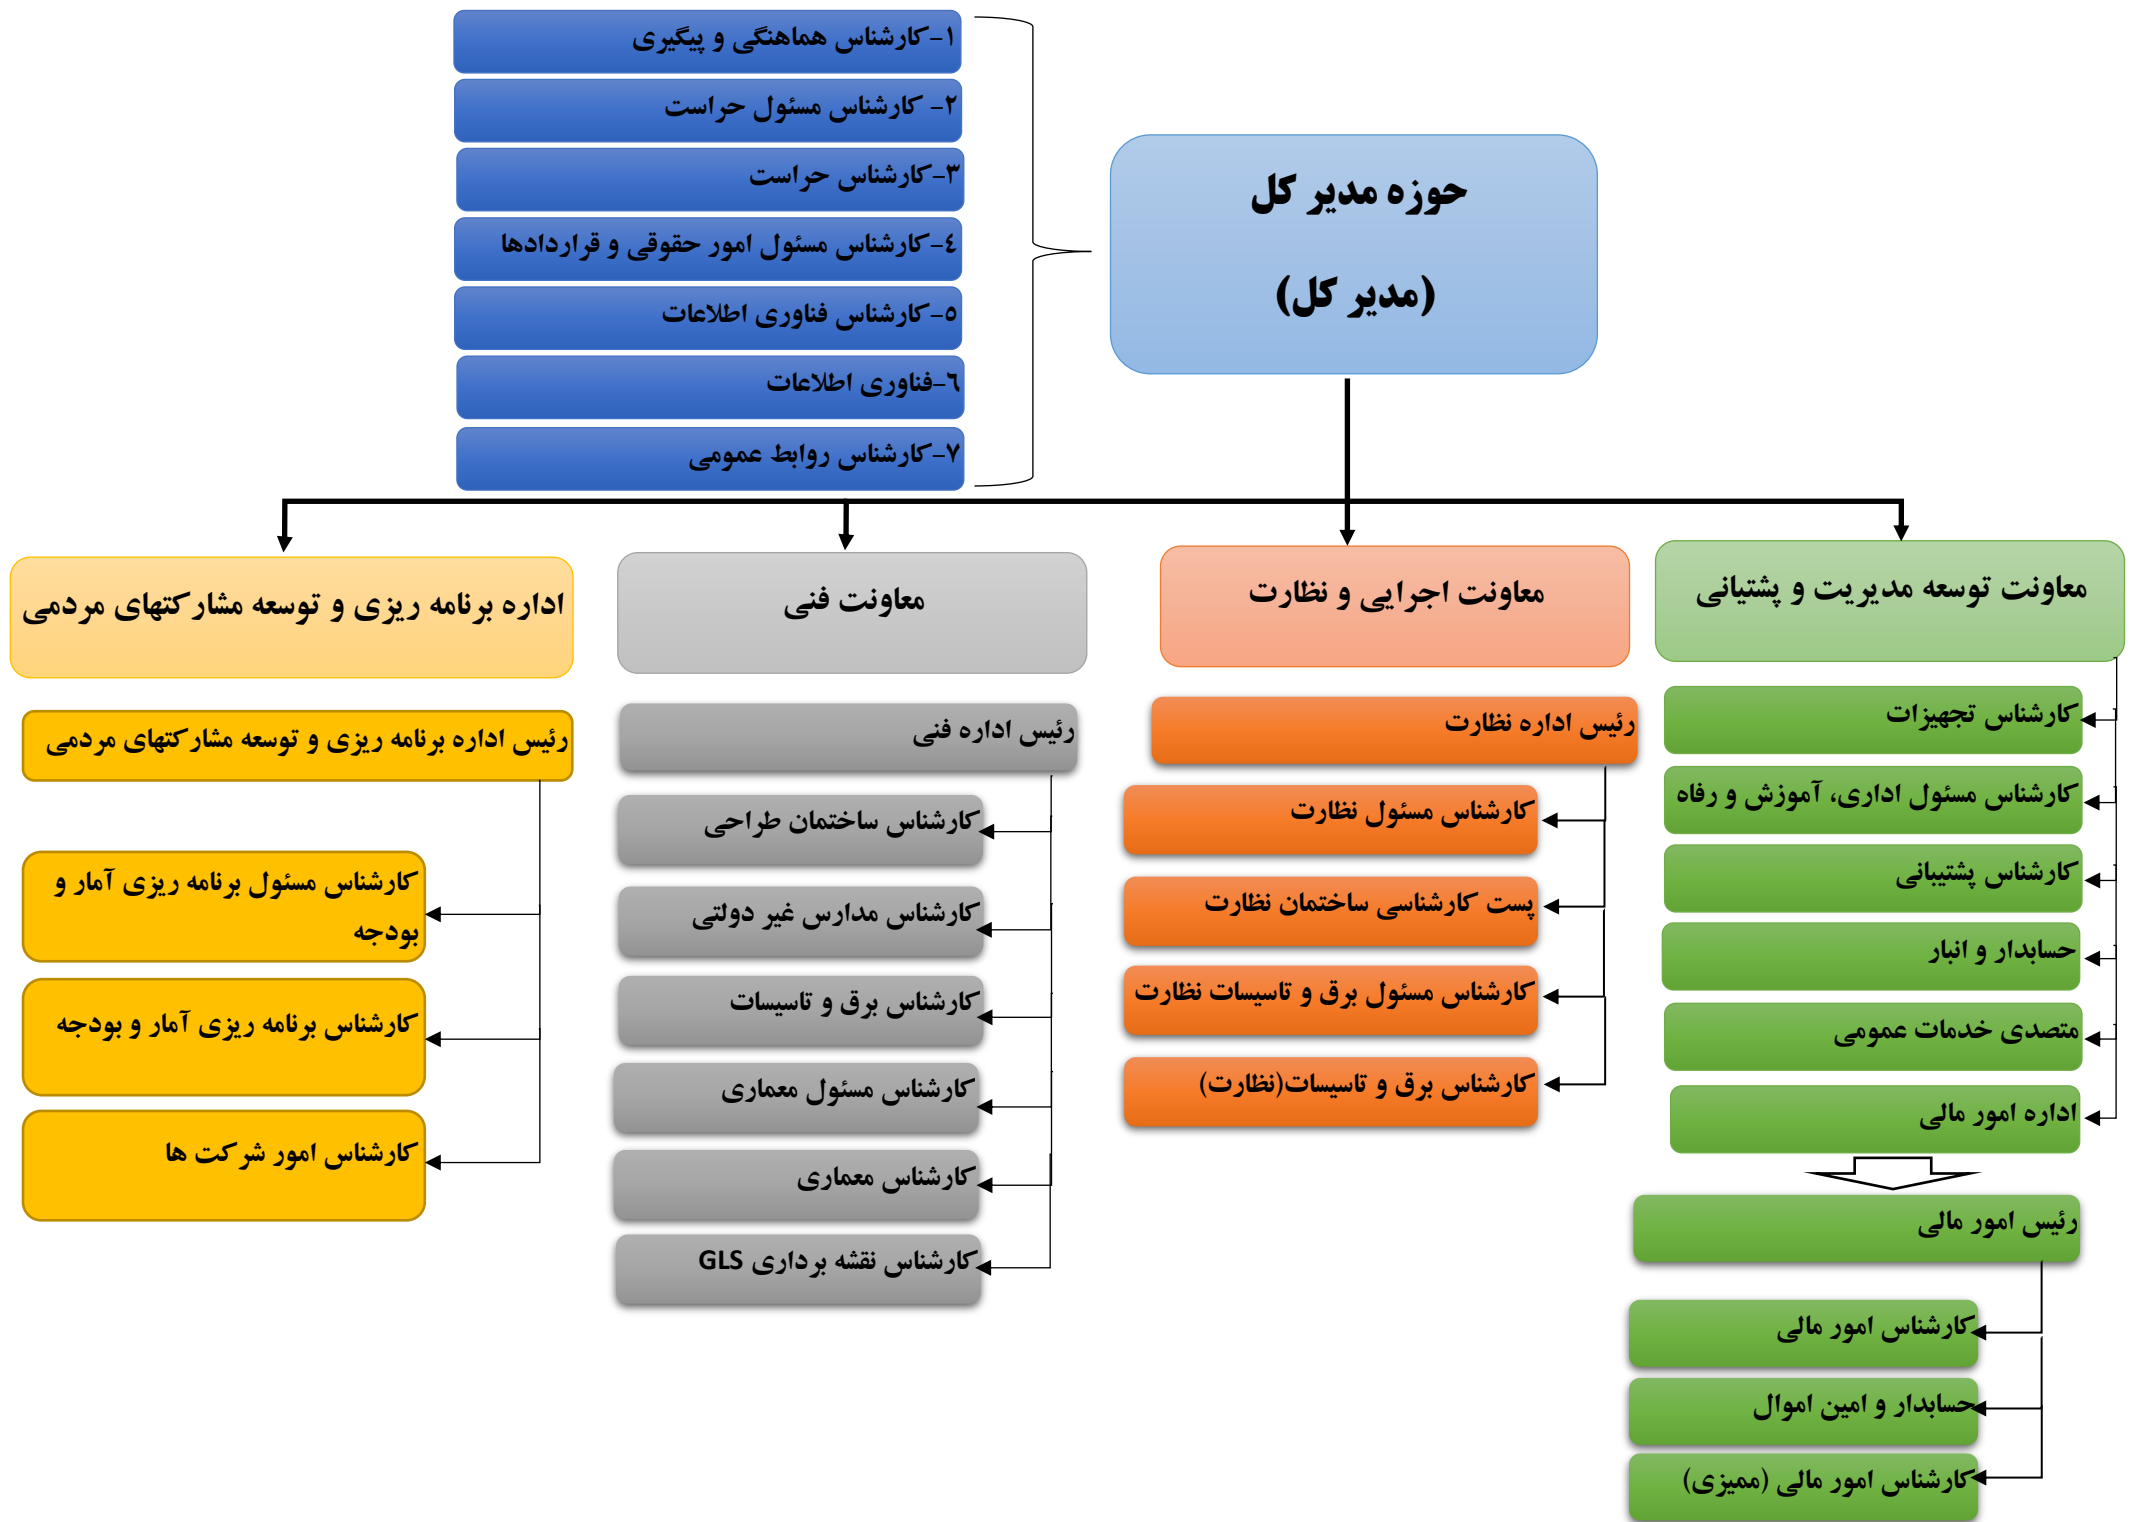 حوزه مدیر کل
(مدیر کل)
۱-کارشناس هماهنگی و پیگیری
۲- کارشناس مسئول حراست
۳-کارشناس حراست
٤-کارشناس مسئول امور حقوقی و قراردادها
٥-کارشناس فناوری اطلاعات
٦-فناوری اطلاعات
۷-کارشناس روابط عمومی
معاونت توسعه مدیریت و پشتیانی
کارشناس تجهیزات
کارشناس مسئول اداری، آموزش و رفاه
کارشناس پشتیبانی
حسابدار و انبار
متصدی خدمات عمومی
اداره امور مالی
رئیس امور مالی
کارشناس امور مالی
حسابدار و امین اموال
کارشناس امور مالی (ممیزی)
معاونت اجرایی و نظارت
رئیس اداره نظارت
کارشناس مسئول نظارت
پست کارشناسی ساختمان نظارت
کارشناس مسئول برق و تاسیسات نظارت
کارشناس برق و تاسیسات(نظارت)
معاونت فنی
رئیس اداره فنی
کارشناس ساختمان طراحی
کارشناس مدارس غیر دولتی
کارشناس برق و تاسیسات
کارشناس مسئول معماری
کارشناس معماری
کارشناس نقشه برداری GLS
اداره برنامه ریزی و توسعه مشارکتهای مردمی
رئیس اداره برنامه ریزی و توسعه مشارکتهای مردمی
کارشناس مسئول برنامه ریزی آمار و
بودجه
کارشناس برنامه ریزی آمار و بودجه
کارشناس امور شرکت ها